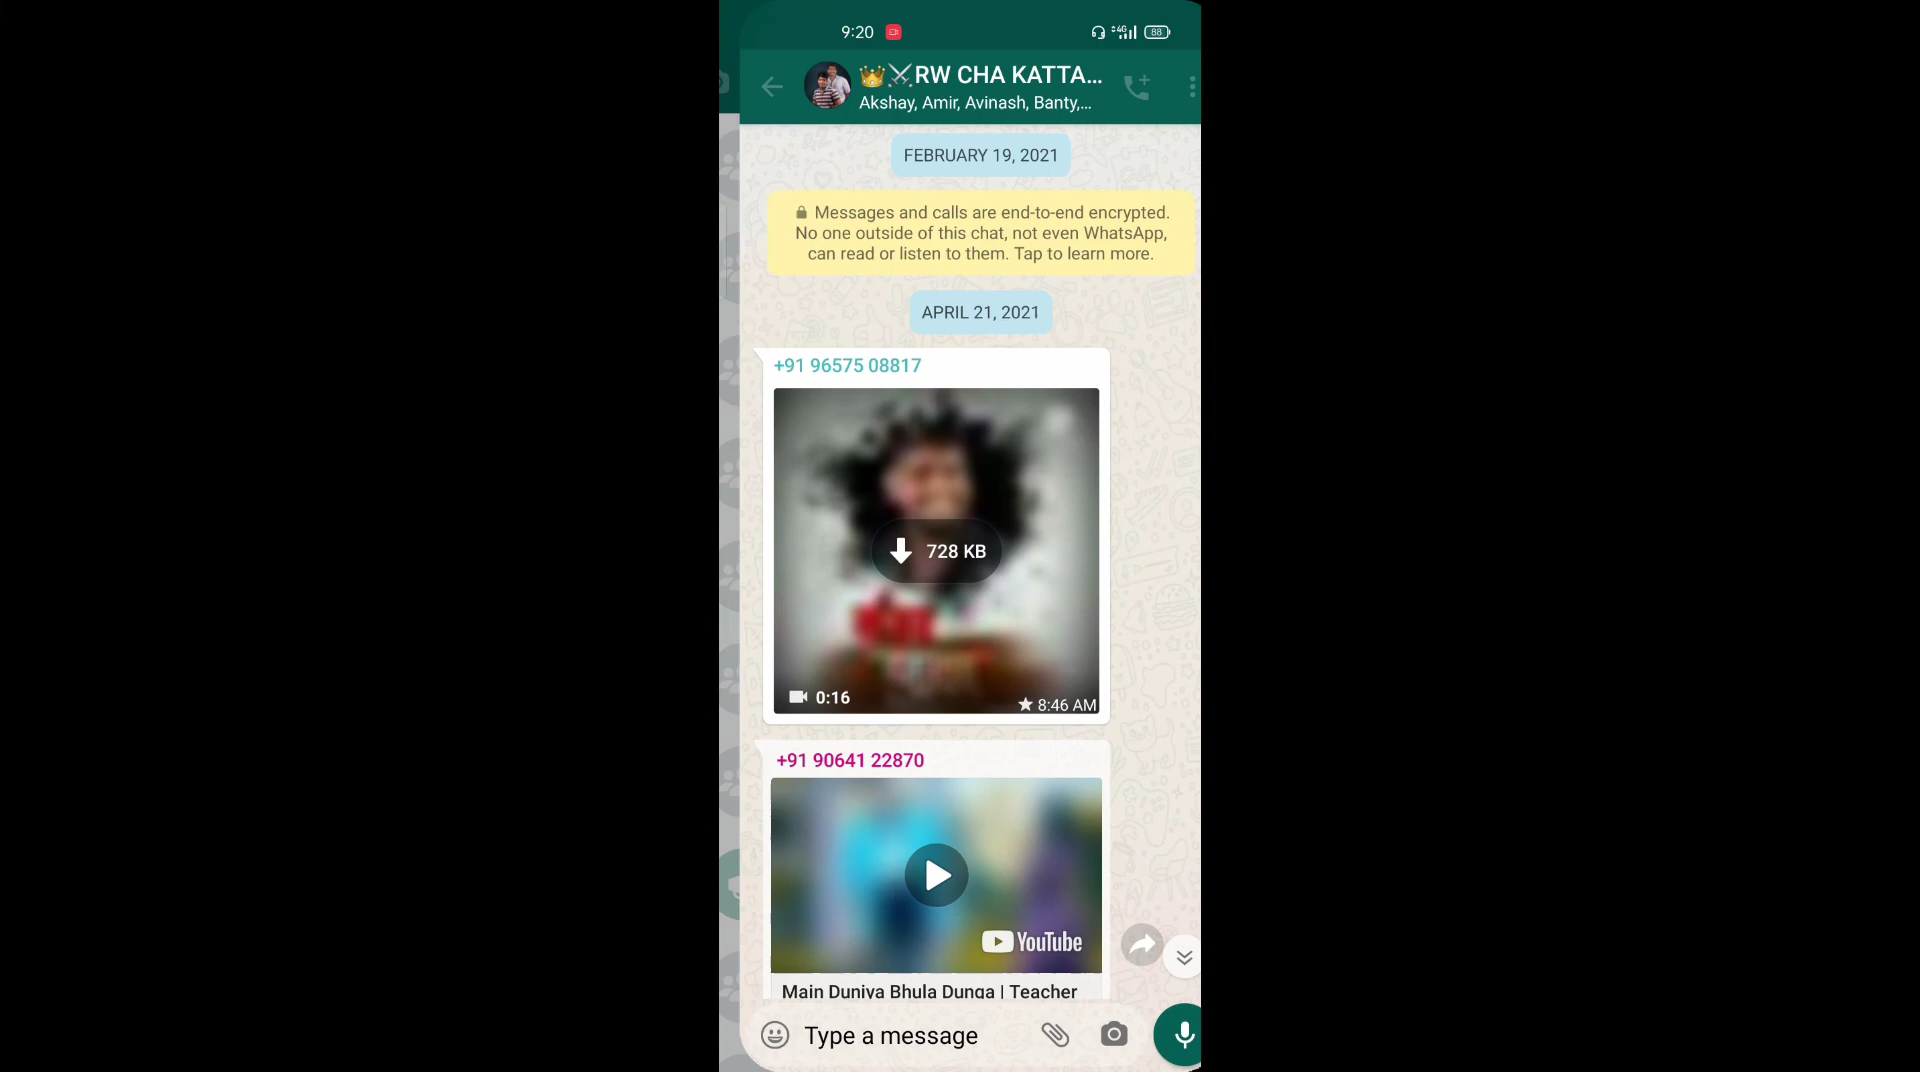 9:20
4G
88
👑⚔RW CHA KATTA...
Akshay, Amir, Avinash, Banty,...
FEBRUARY 19, 2021
Messages and calls are end-to-end encrypted.
No one outside of this chat, not even WhatsApp,
can read or listen to them. Tap to learn more.
APRIL 21, 2021
+91 96575 08817
728 KB
0:16
8:46 AM
+91 90641 22870
YouTube
Main Duniya Bhula Dunga | Teacher
Type a message